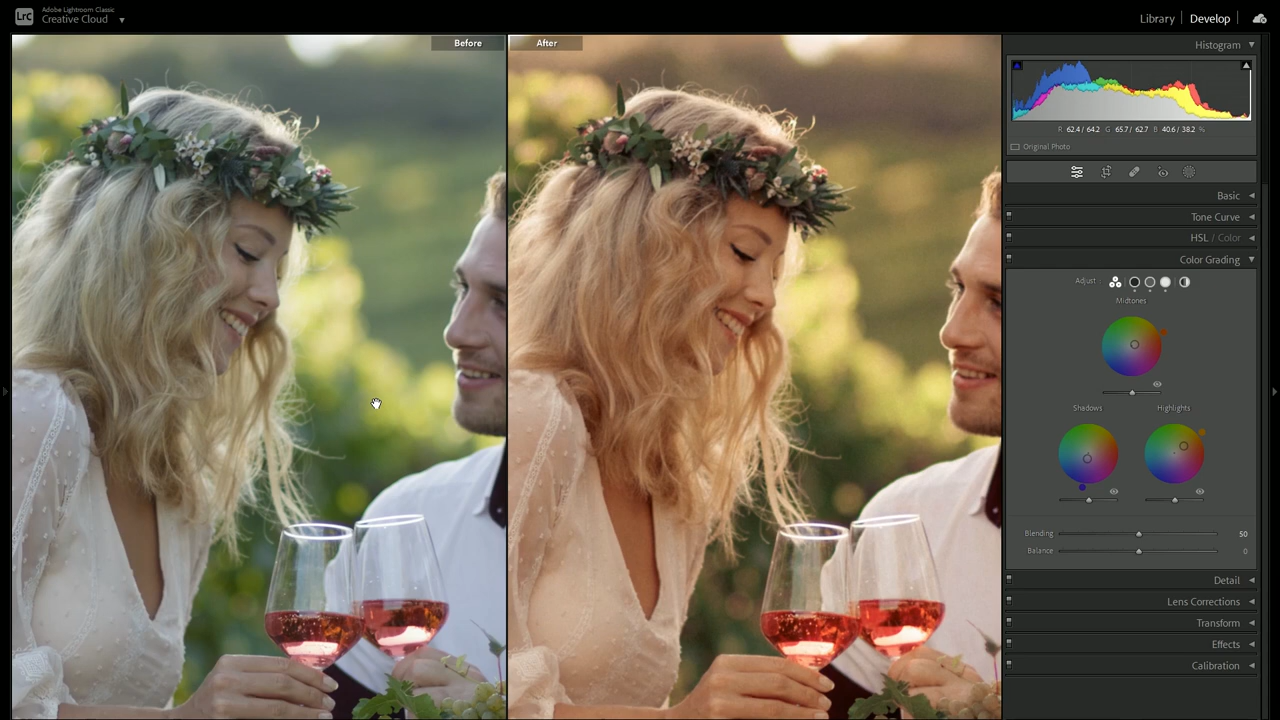 LrC
Adobe Lightroom Classic
Creative Cloud
Library
Develop
Before
After
Histogram
R 62.4 / 64.2 G 65.7 / 62.7 B 40.6 / 38.2 %
Original Photo
Basic
Tone Curve
HSL / Color
Color Grading
Adjust :
Midtones
Shadows
Highlights
Blending 50
Balance 0
Detail
Lens Corrections
Transform
Effects
Calibration